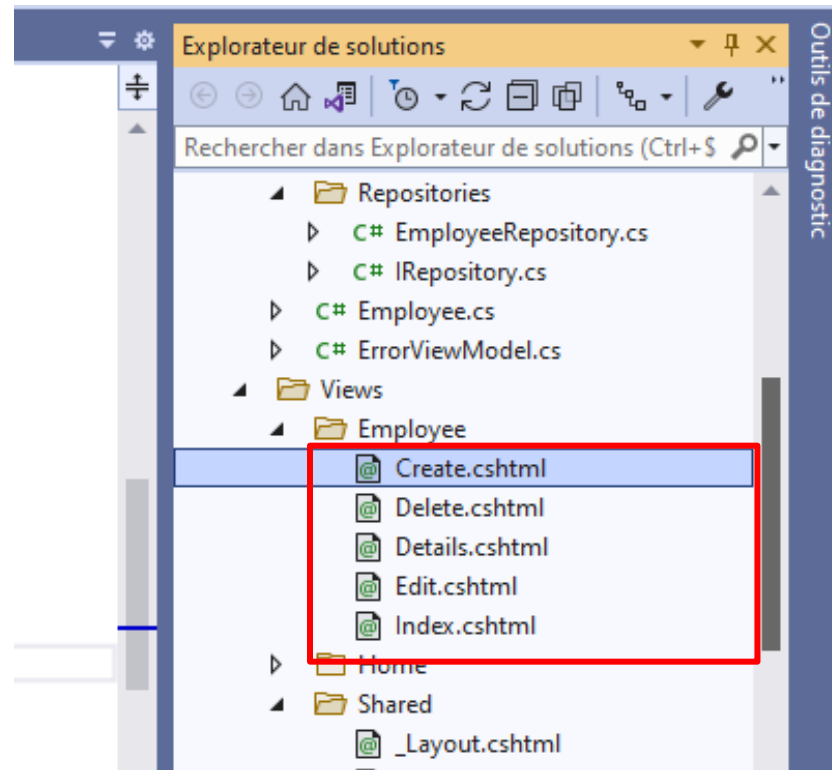 Explorateur de solutions
Rechercher dans Explorateur de solutions (Ctrl+$
Repositories
C# EmployeeRepository.cs
C# IRepository.cs
C# Employee.cs
C# ErrorViewModel.cs
Views
Employee
@ Create.cshtml
@ Delete.cshtml
@ Details.cshtml
@ Edit.cshtml
@ Index.cshtml
Home
Shared
@ _Layout.cshtml
Outils de diagnostic